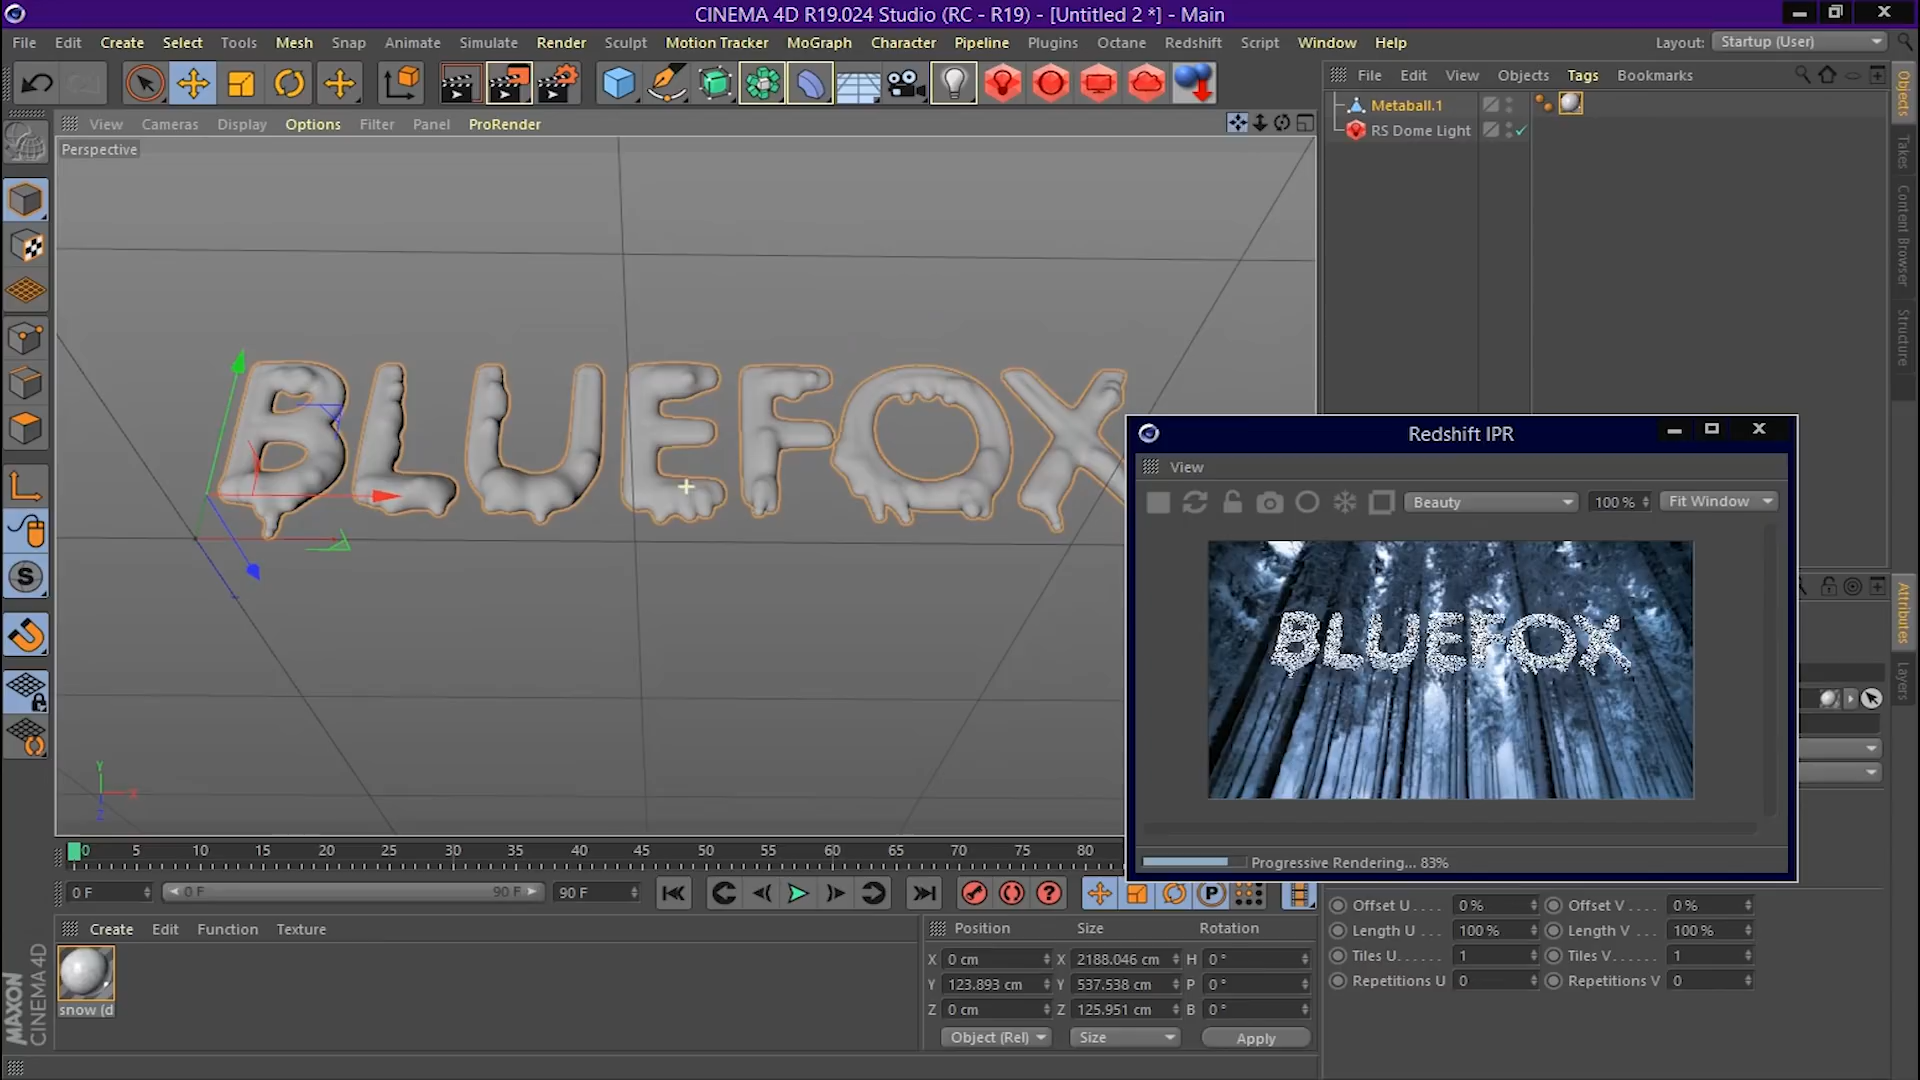 CINEMA 4D R19.024 Studio (RC - R19) - [Untitled 2 *] - Main
File Edit Create Select Tools Mesh Snap Animate Simulate Render Sculpt Motion Tracker MoGraph Character Pipeline Plugins Octane Redshift Script Window Help
Layout: Startup (User)
File Edit View Objects Tags Bookmarks
View Cameras Display Options Filter Panel ProRender
Perspective
Metaball.1
RS Dome Light
Objects
Takes
Content Browser
Structure
BLUEFOX
Redshift IPR
View
Beauty
100 %
Fit Window
BLUEFOX
Progressive Rendering... 83%
Attributes
Layers
S
Y
X
Z
0 5 10 15 20 25 30 35 40 45 50 55 60 65 70 75 80
0 F
0 F
90 F
90 F
?
P
Create Edit Function Texture
snow (d
MAXON
CINEMA 4D
Position Size Rotation
X 0 cm X 2188.046 cm H 0 °
Y 123.893 cm Y 537.538 cm P 0 °
Z 0 cm Z 125.951 cm B 0 °
Object (Rel) Size Apply
Offset U . . . . 0 % Offset V . . . . 0 %
Length U . . . 100 % Length V . . . 100 %
Tiles U. . . . . . 1 Tiles V. . . . . . 1
Repetitions U 0 Repetitions V 0